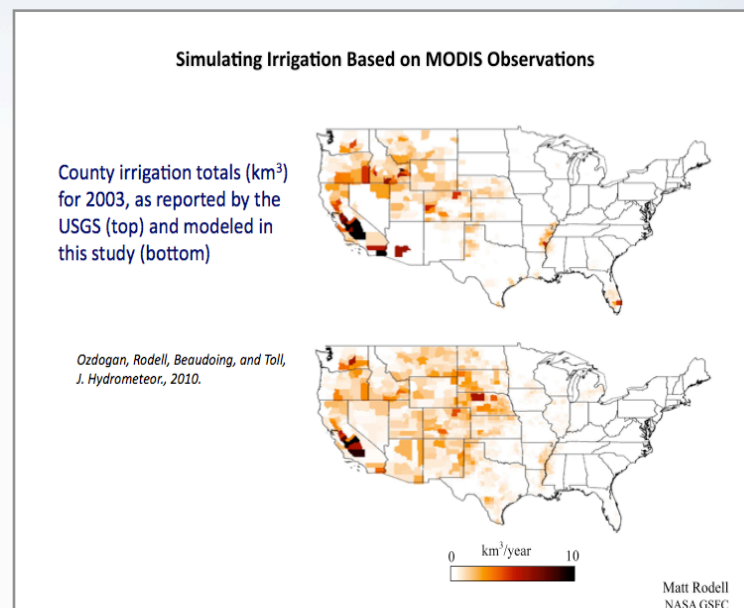 Simulating Irrigation Based on MODIS Observations
County irrigation totals (km³)
for 2003, as reported by the
USGS (top) and modeled in
this study (bottom)
Ozdogan, Rodell, Beaudoing, and Toll,
J. Hydrometeor., 2010.
0 km³/year 10
Matt Rodell
NASA GSFC